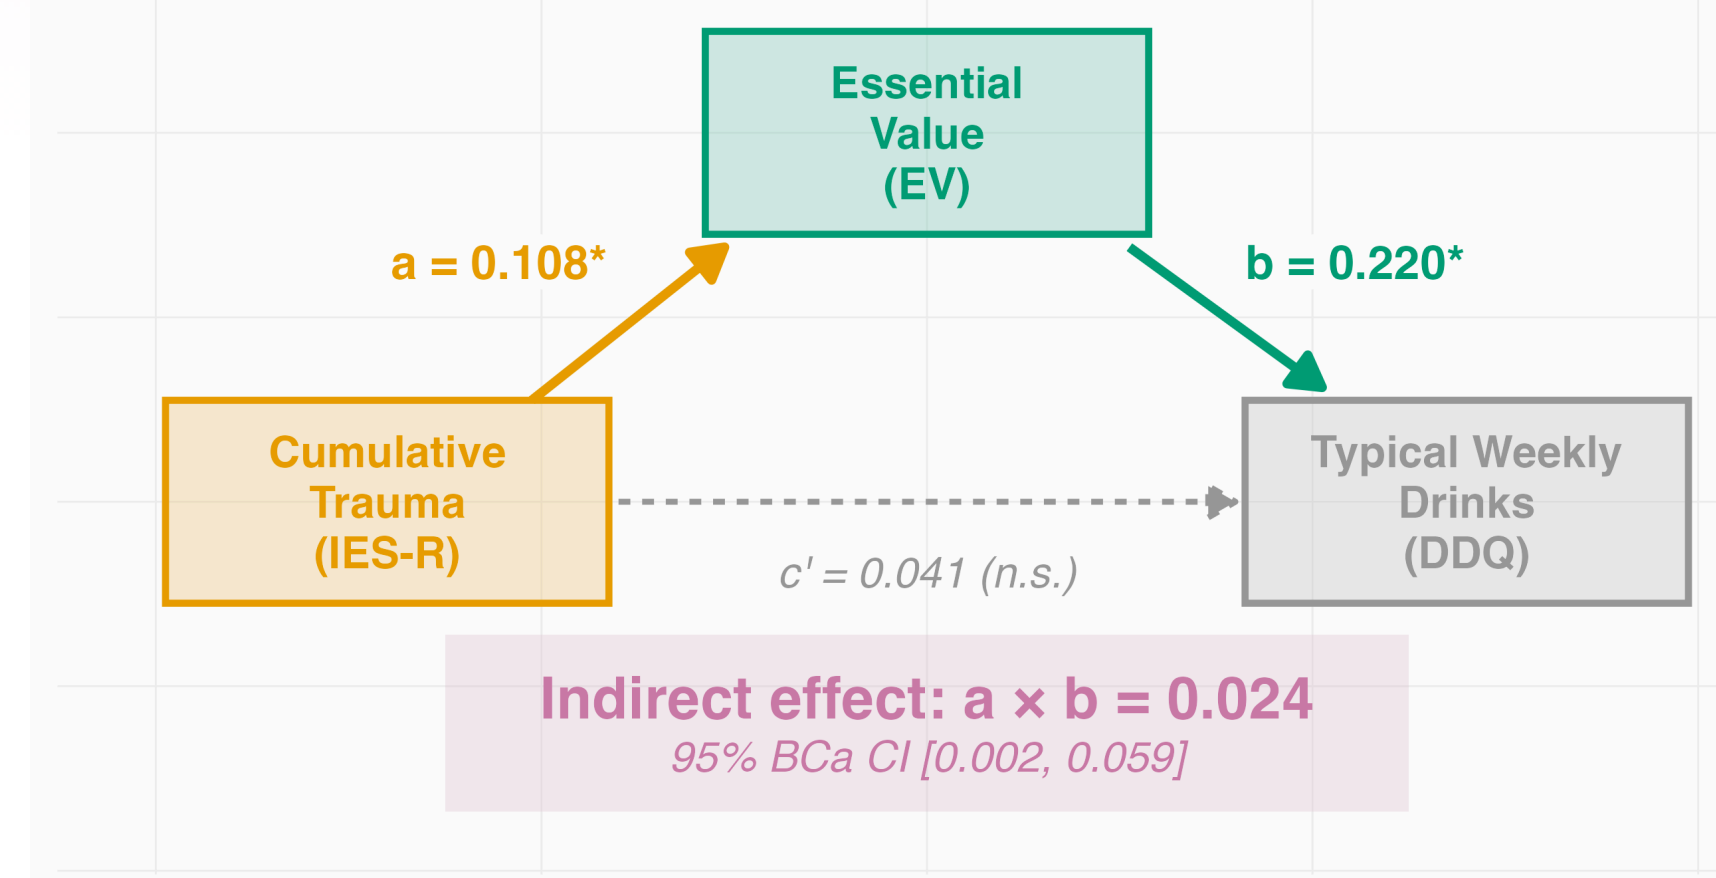 Essential
Value
(EV)
a = 0.108*
b = 0.220*
Cumulative
Trauma
(IES-R)
Typical Weekly
Drinks
(DDQ)
c' = 0.041 (n.s.)
Indirect effect: a × b = 0.024
95% BCa CI [0.002, 0.059]